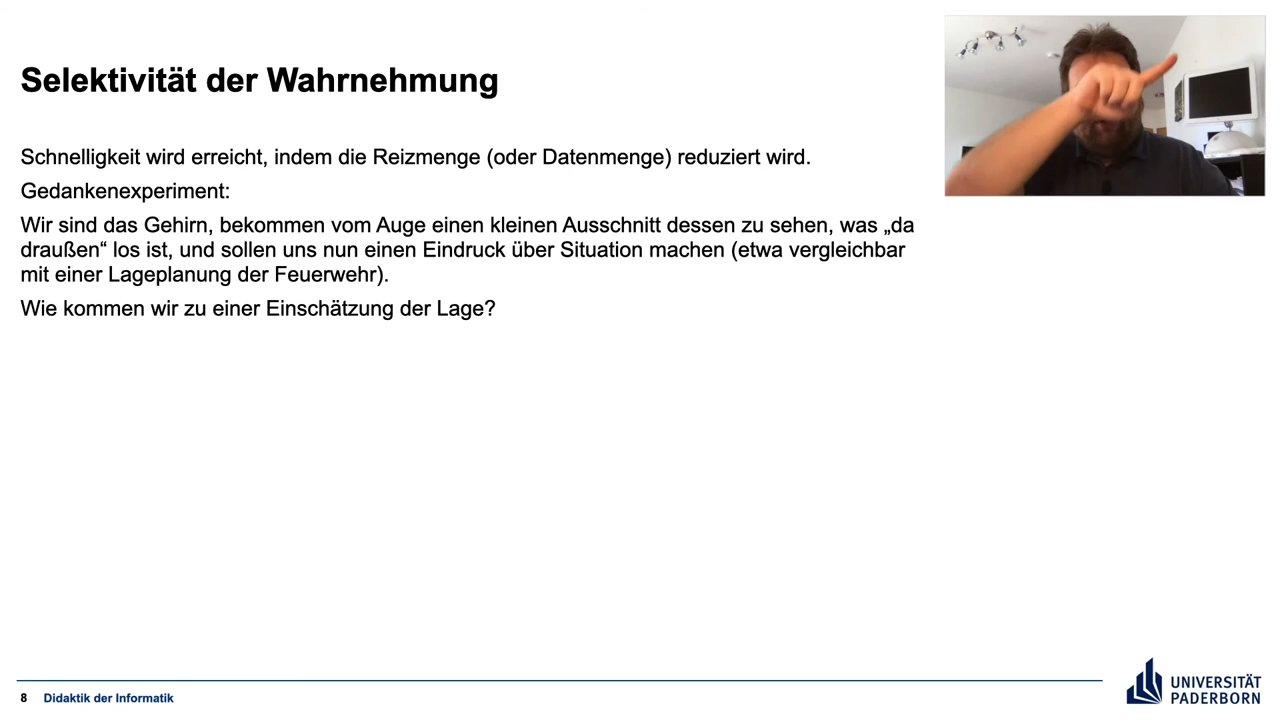 Selektivität der Wahrnehmung
Schnelligkeit wird erreicht, indem die Reizmenge (oder Datenmenge) reduziert wird.
Gedankenexperiment:
Wir sind das Gehirn, bekommen vom Auge einen kleinen Ausschnitt dessen zu sehen, was „da
draußen“ los ist, und sollen uns nun einen Eindruck über Situation machen (etwa vergleichbar
mit einer Lageplanung der Feuerwehr).
Wie kommen wir zu einer Einschätzung der Lage?
8 Didaktik der Informatik
UNIVERSITÄT
PADERBORN